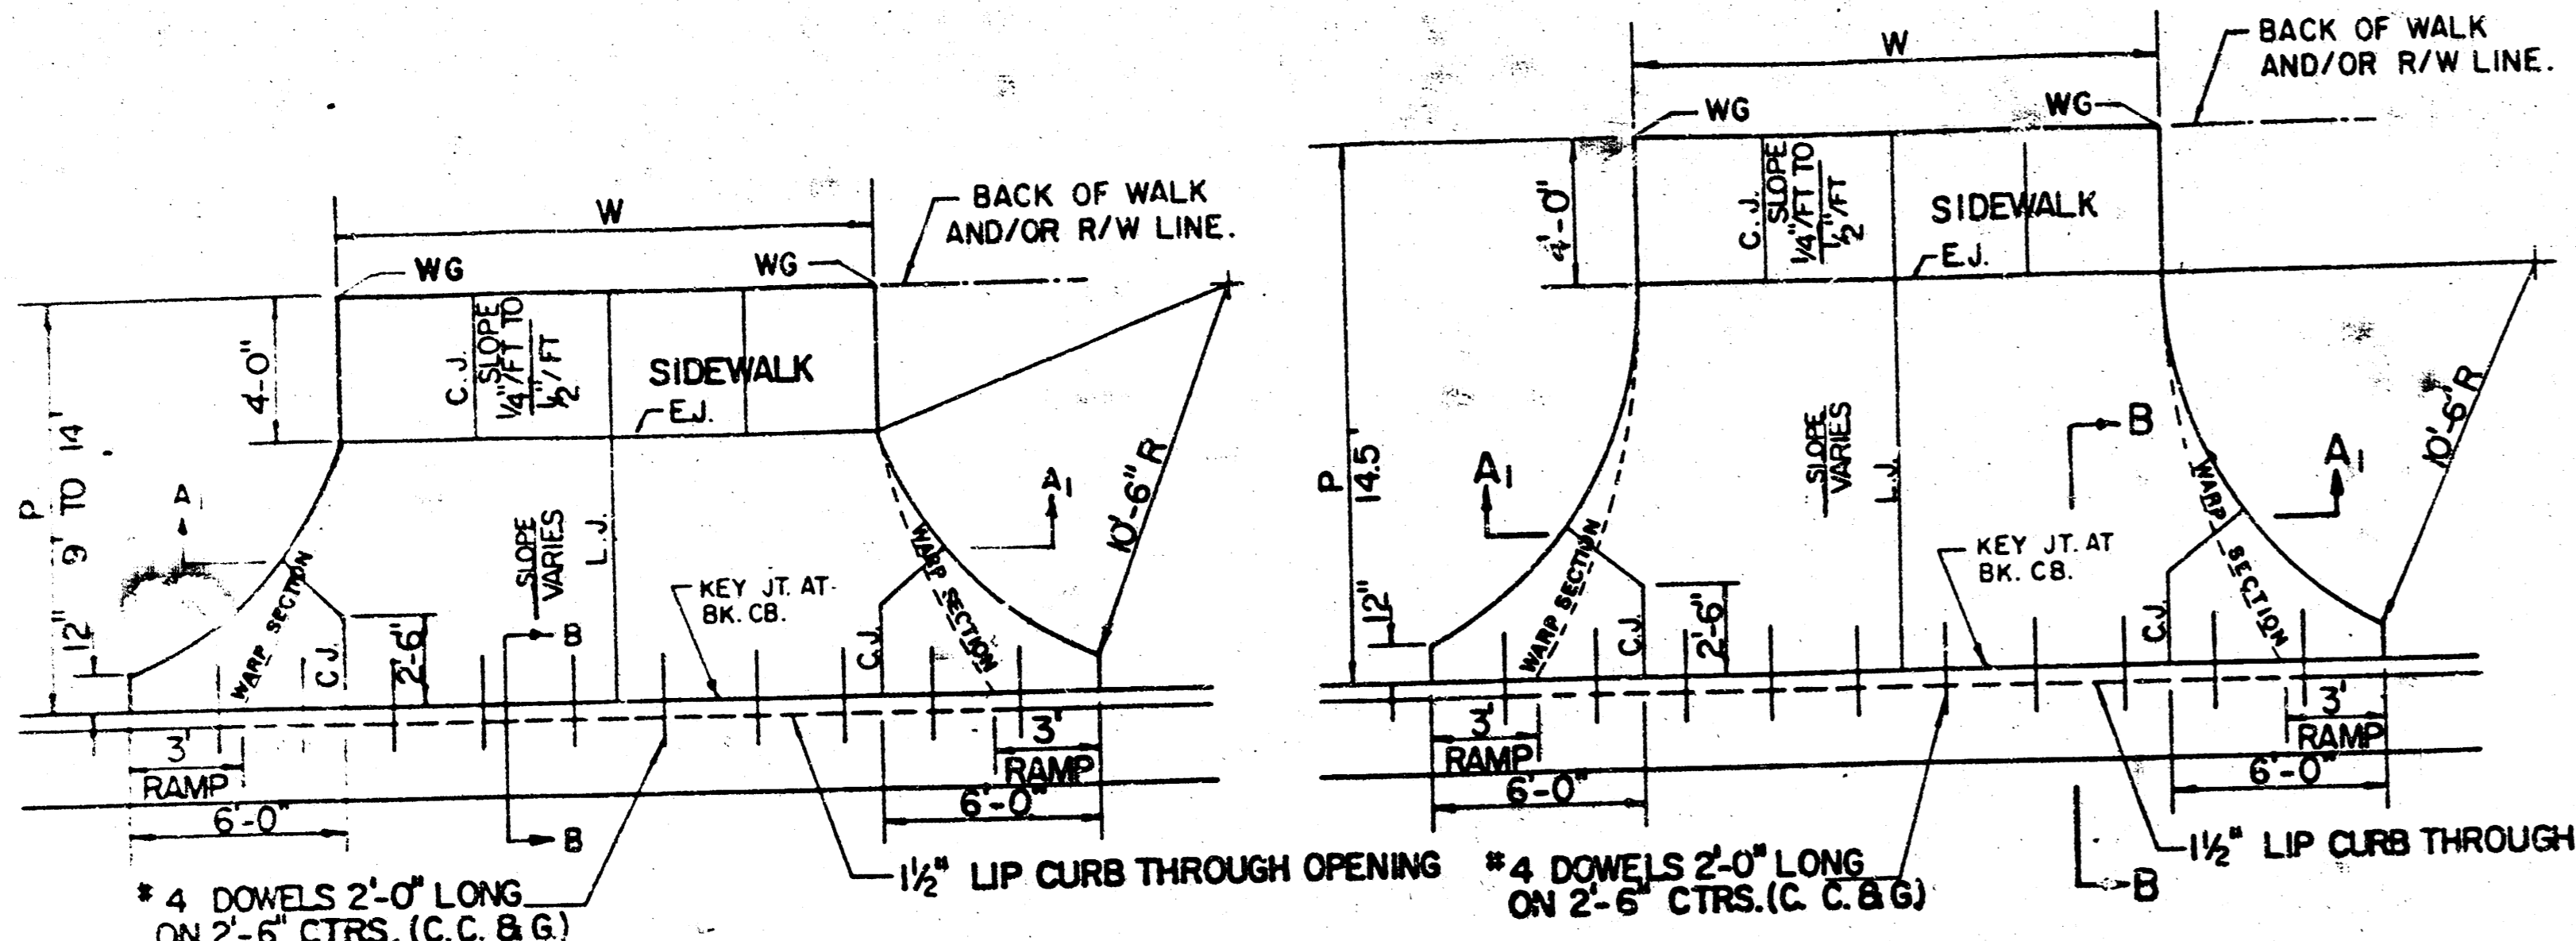 W
BACK OF WALK
AND/OR R/W LINE.
WG
WG
4'-0"
C.J.
SLOPE
1/4"/FT TO
1/2"/FT
SIDEWALK
E.J.
P
9' TO 14'
12"
A1
WARP SECTION
C.J.
2'-6"
SLOPE
VARIES
L.J.
KEY JT. AT
BK. CB.
C.J.
WARP SECTION
A1
10'-6" R
B
B
3'
RAMP
6'-0"
3'
RAMP
6'-0"
#4 DOWELS 2'-0" LONG
ON 2'-6" CTRS. (C.C. & G.)
1½" LIP CURB THROUGH OPENING
W
BACK OF WALK
AND/OR R/W LINE.
WG
WG
4'-0"
C.J.
SLOPE
1/4"/FT TO
1/2"/FT
SIDEWALK
E.J.
P
14.5'
12"
A1
WARP SECTION
C.J.
2'-6"
SLOPE
VARIES
L.J.
KEY JT. AT
BK. CB.
B
C.J.
WARP SECTION
A1
10'-6" R
3'
RAMP
6'-0"
3'
RAMP
6'-0"
#4 DOWELS 2'-0" LONG
ON 2'-6" CTRS. (C. C. & G)
1½" LIP CURB THROUGH
B